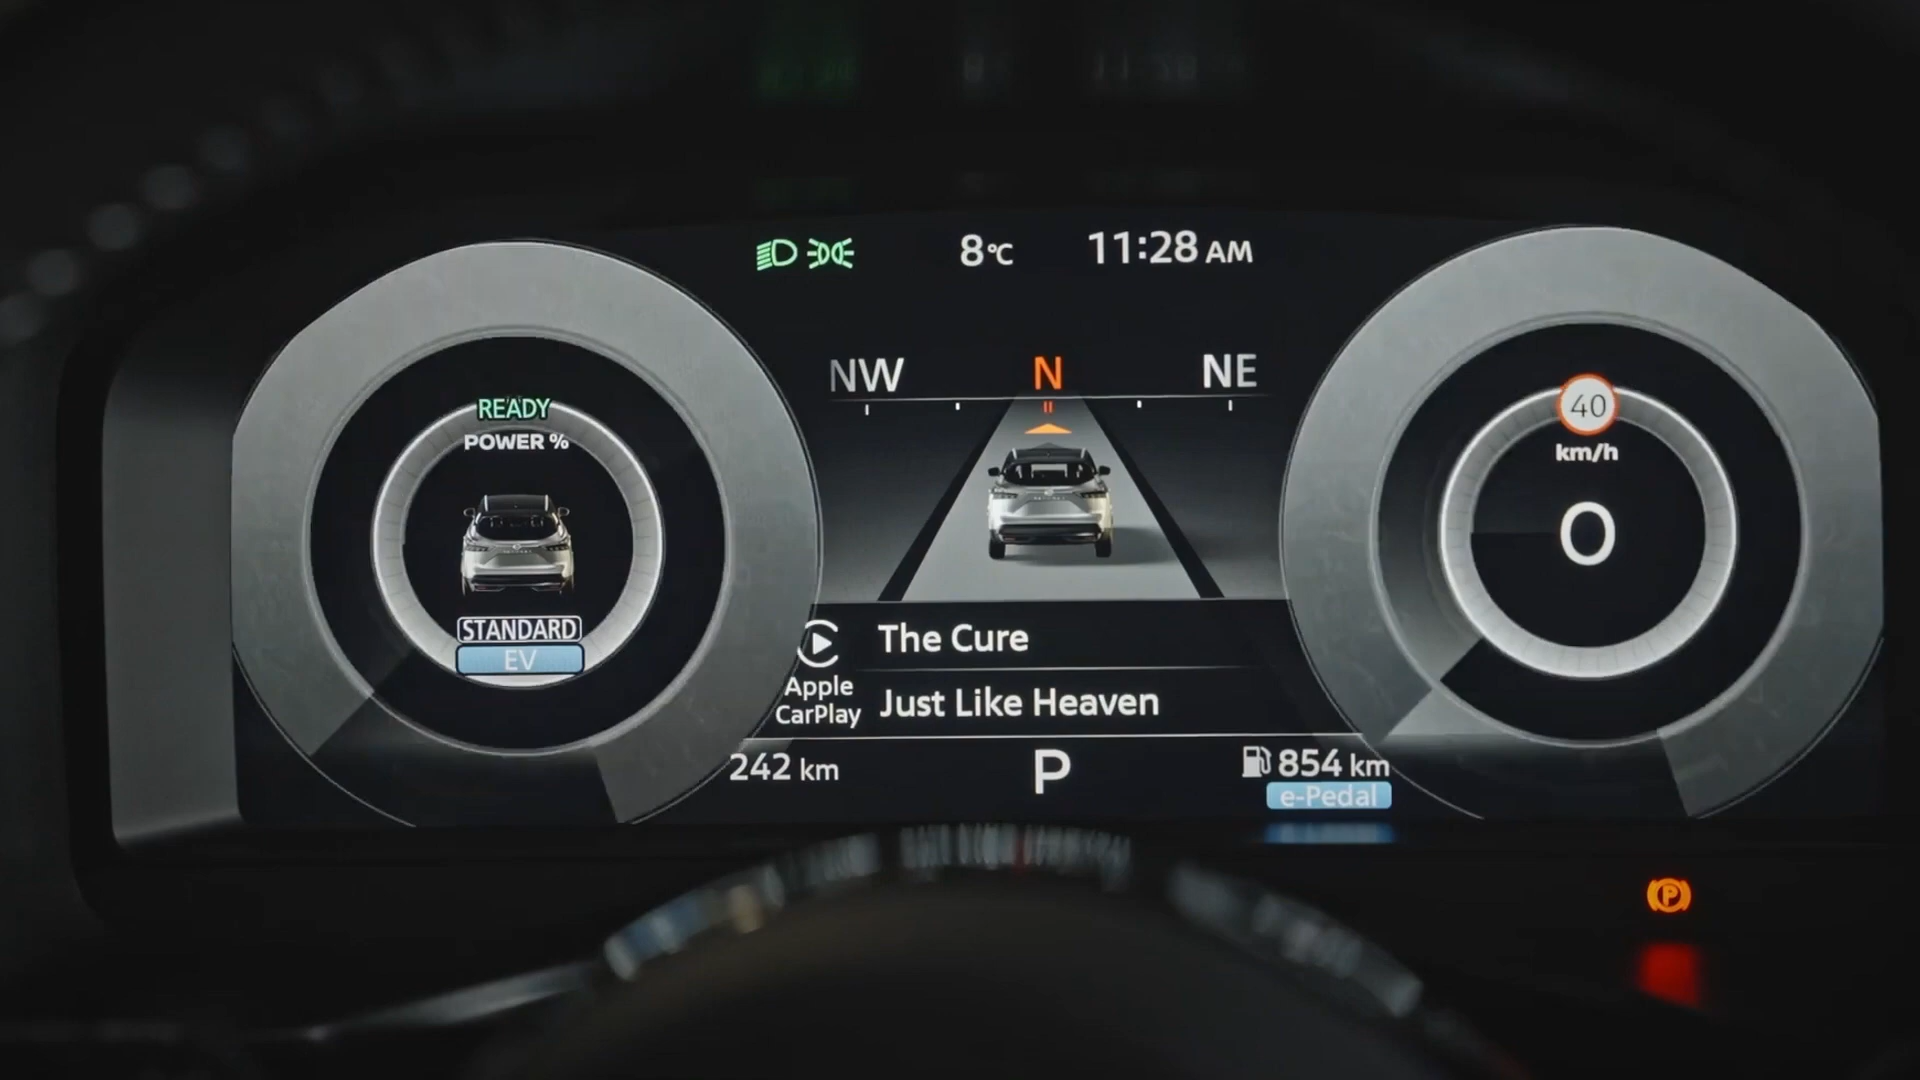 8°C
11:28 AM
NW
N
NE
READY
POWER %
STANDARD
EV
40
km/h
0
The Cure
Apple
CarPlay
Just Like Heaven
242 km
P
854 km
e-Pedal
P